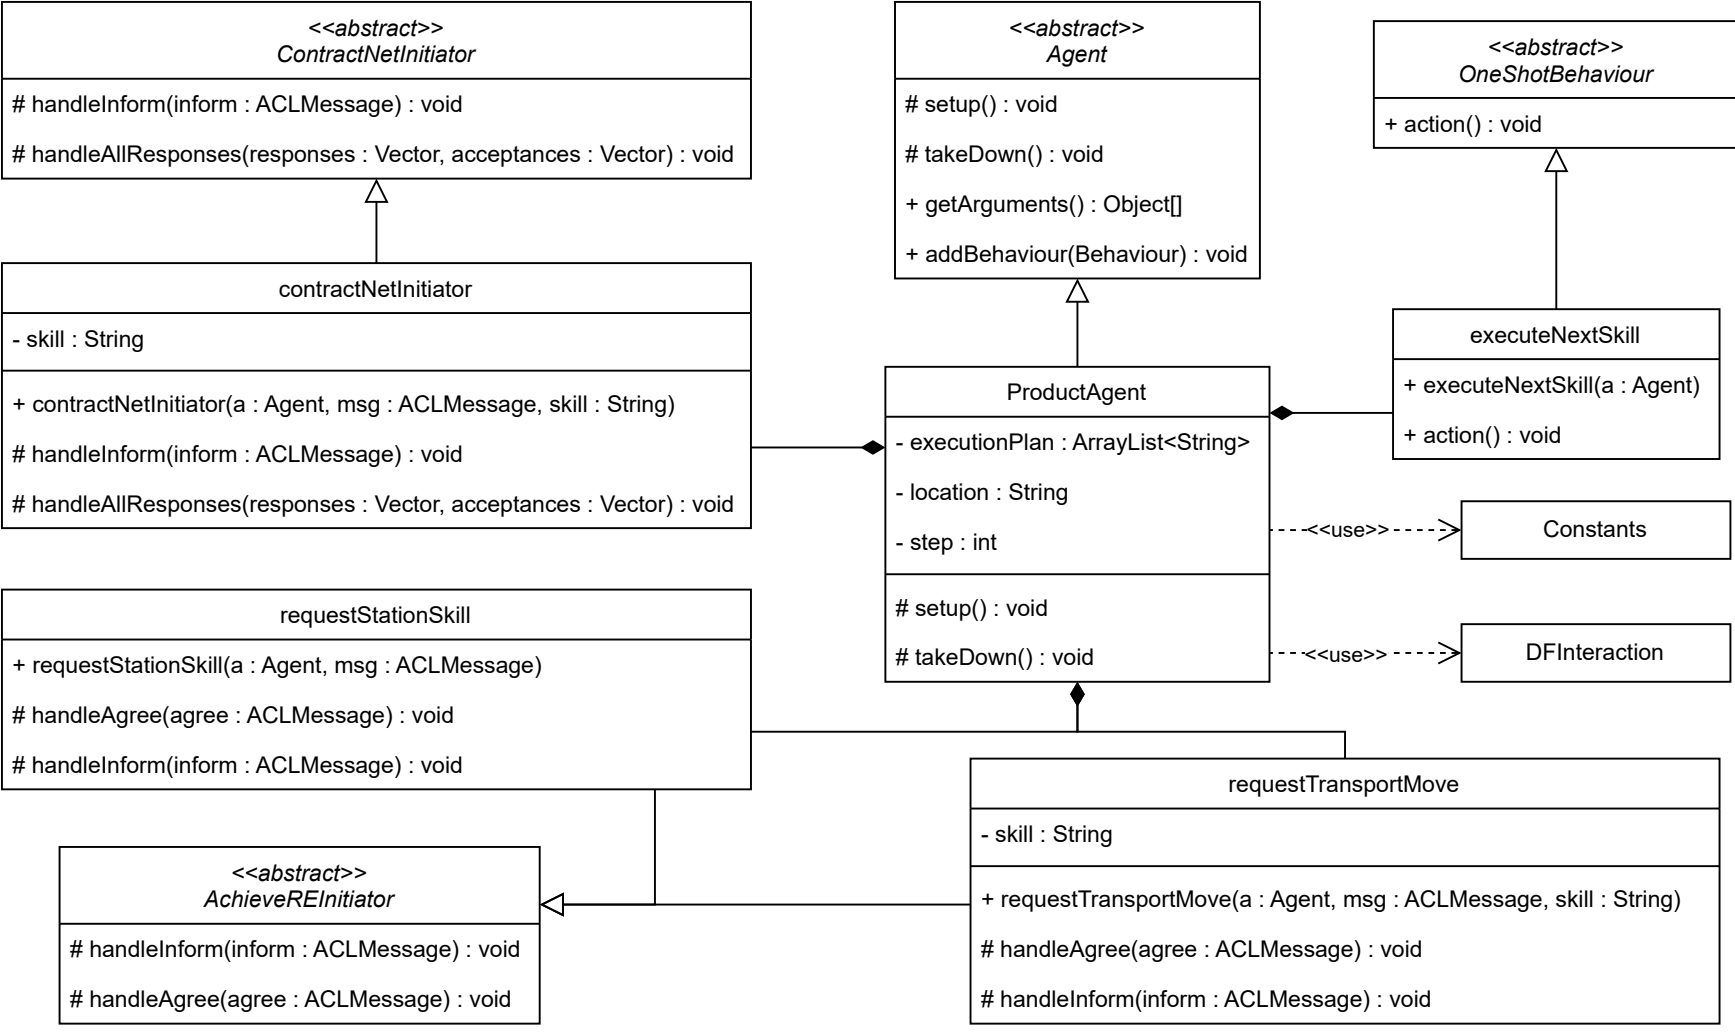 <<abstract>>
ContractNetInitiator
# handleInform(inform : ACLMessage) : void
# handleAllResponses(responses : Vector, acceptances : Vector) : void
<<abstract>>
Agent
# setup() : void
# takeDown() : void
+ getArguments() : Object[]
+ addBehaviour(Behaviour) : void
<<abstract>>
OneShotBehaviour
+ action() : void
contractNetInitiator
- skill : String
+ contractNetInitiator(a : Agent, msg : ACLMessage, skill : String)
# handleInform(inform : ACLMessage) : void
# handleAllResponses(responses : Vector, acceptances : Vector) : void
ProductAgent
- executionPlan : ArrayList<String>
- location : String
- step : int
# setup() : void
# takeDown() : void
executeNextSkill
+ executeNextSkill(a : Agent)
+ action() : void
<<use>>
Constants
<<use>>
DFInteraction
requestStationSkill
+ requestStationSkill(a : Agent, msg : ACLMessage)
# handleAgree(agree : ACLMessage) : void
# handleInform(inform : ACLMessage) : void
<<abstract>>
AchieveREInitiator
# handleInform(inform : ACLMessage) : void
# handleAgree(agree : ACLMessage) : void
requestTransportMove
- skill : String
+ requestTransportMove(a : Agent, msg : ACLMessage, skill : String)
# handleAgree(agree : ACLMessage) : void
# handleInform(inform : ACLMessage) : void